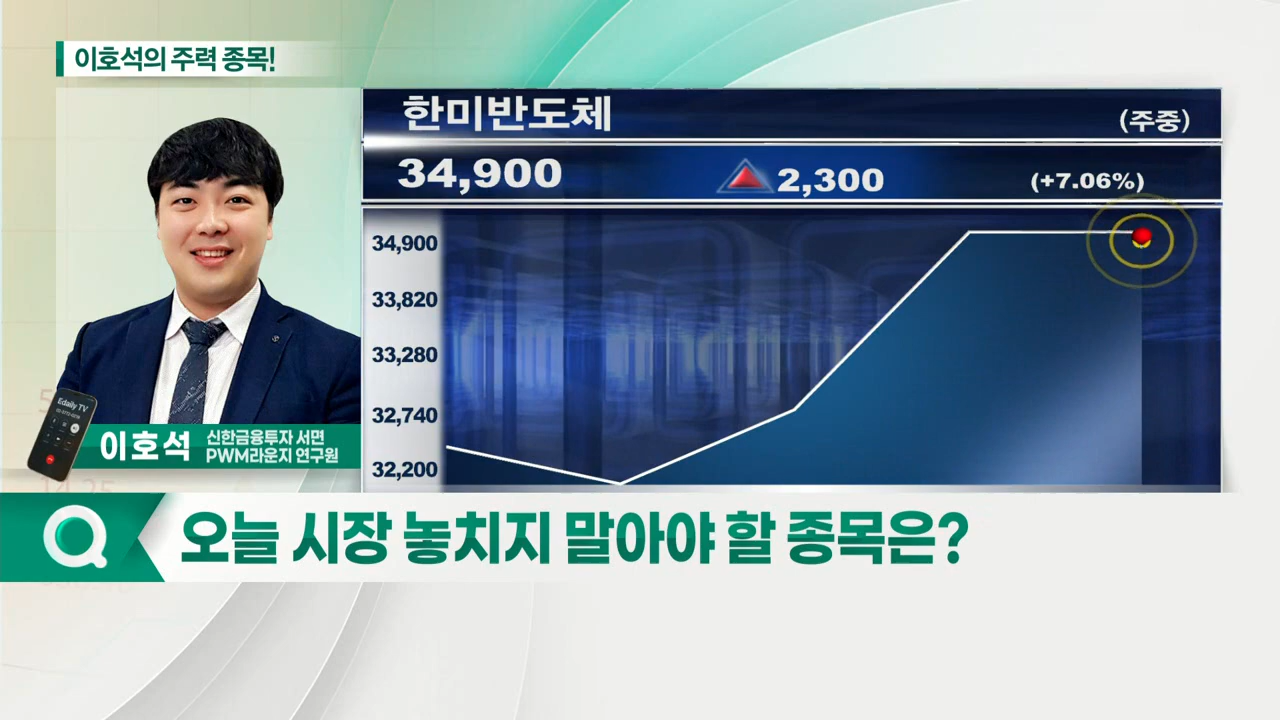 이호석의 주력 종목!
한미반도체
(주중)
34,900
2,300
(+7.06%)
34,900
33,820
33,280
32,740
32,200
Edaily TV
이호석
신한금융투자 서면
PWM라운지 연구원
Q
오늘 시장 놓치지 말아야 할 종목은?